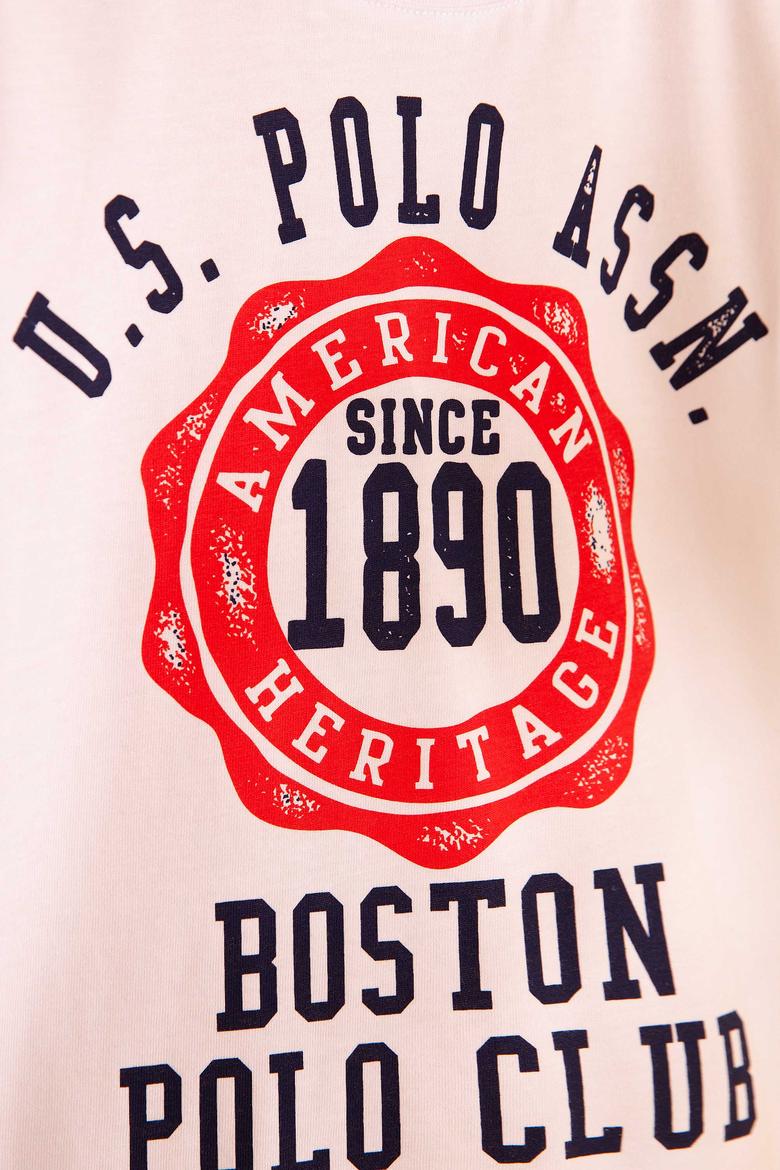 U.S. POLO ASSN.
AMERICAN
SINCE
1890
HERITAGE
BOSTON
POLO CLUB